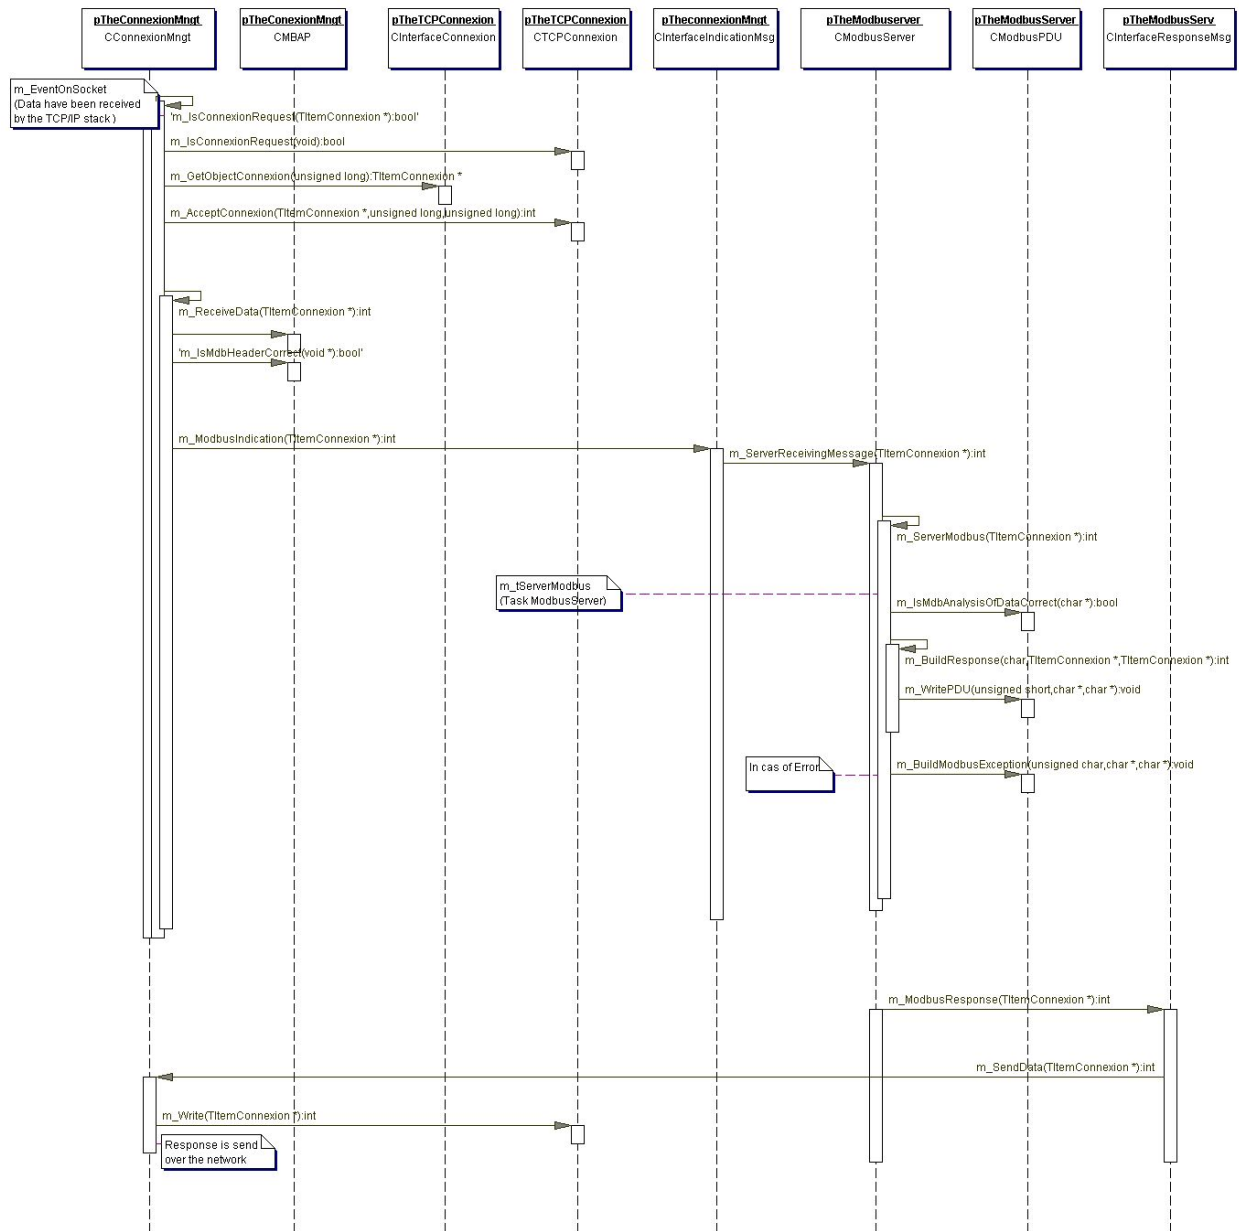 pTheConnexionMngt
CConnexionMngt
pTheConexionMngt
CMBAP
pTheTCPConnexion
CInterfaceConnexion
pTheTCPConnexion
CTCPConnexion
pTheconnexionMngt
CInterfaceIndicationMsg
pTheModbuserver
CModbusServer
pTheModbusServer
CModbusPDU
pTheModbusServ
CInterfaceResponseMsg
m_EventOnSocket
(Data have been received
by the TCP/IP stack )
'm_IsConnexionRequest(TItemConnexion *):bool'
m_IsConnexionRequest(void):bool
m_GetObjectConnexion(unsigned long):TItemConnexion *
m_AcceptConnexion(TItemConnexion *,unsigned long,unsigned long):int
m_ReceiveData(TItemConnexion *):int
'm_IsMdbHeaderCorrect(void *):bool'
m_ModbusIndication(TItemConnexion *):int
m_ServerReceivingMessage(TItemConnexion *):int
m_ServerModbus(TItemConnexion *):int
m_tServerModbus
(Task ModbusServer)
m_IsMdbAnalysisOfDataCorrect(char *):bool
m_BuildResponse(char,TItemConnexion *,TItemConnexion *):int
m_WritePDU(unsigned short,char *,char *):void
In cas of Error
m_BuildModbusException(unsigned char,char *,char *):void
m_ModbusResponse(TItemConnexion *):int
m_SendData(TItemConnexion *):int
m_Write(TItemConnexion *):int
Response is send
over the network